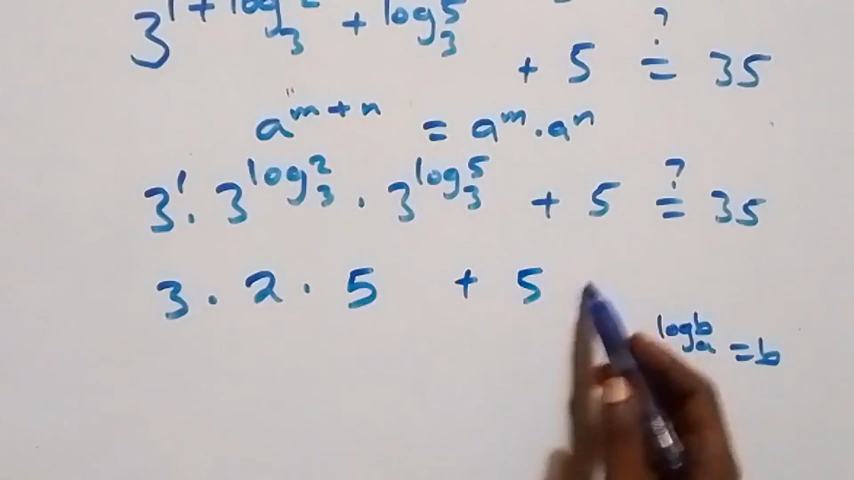 3^{1 + log_3 2 + log_3 5} + 5 ≟ 35
a^{m + n} = a^m . a^n
3^1 . 3^{log_3 2} . 3^{log_3 5} + 5 ≟ 35
3 . 2 . 5 + 5
log_a b = b